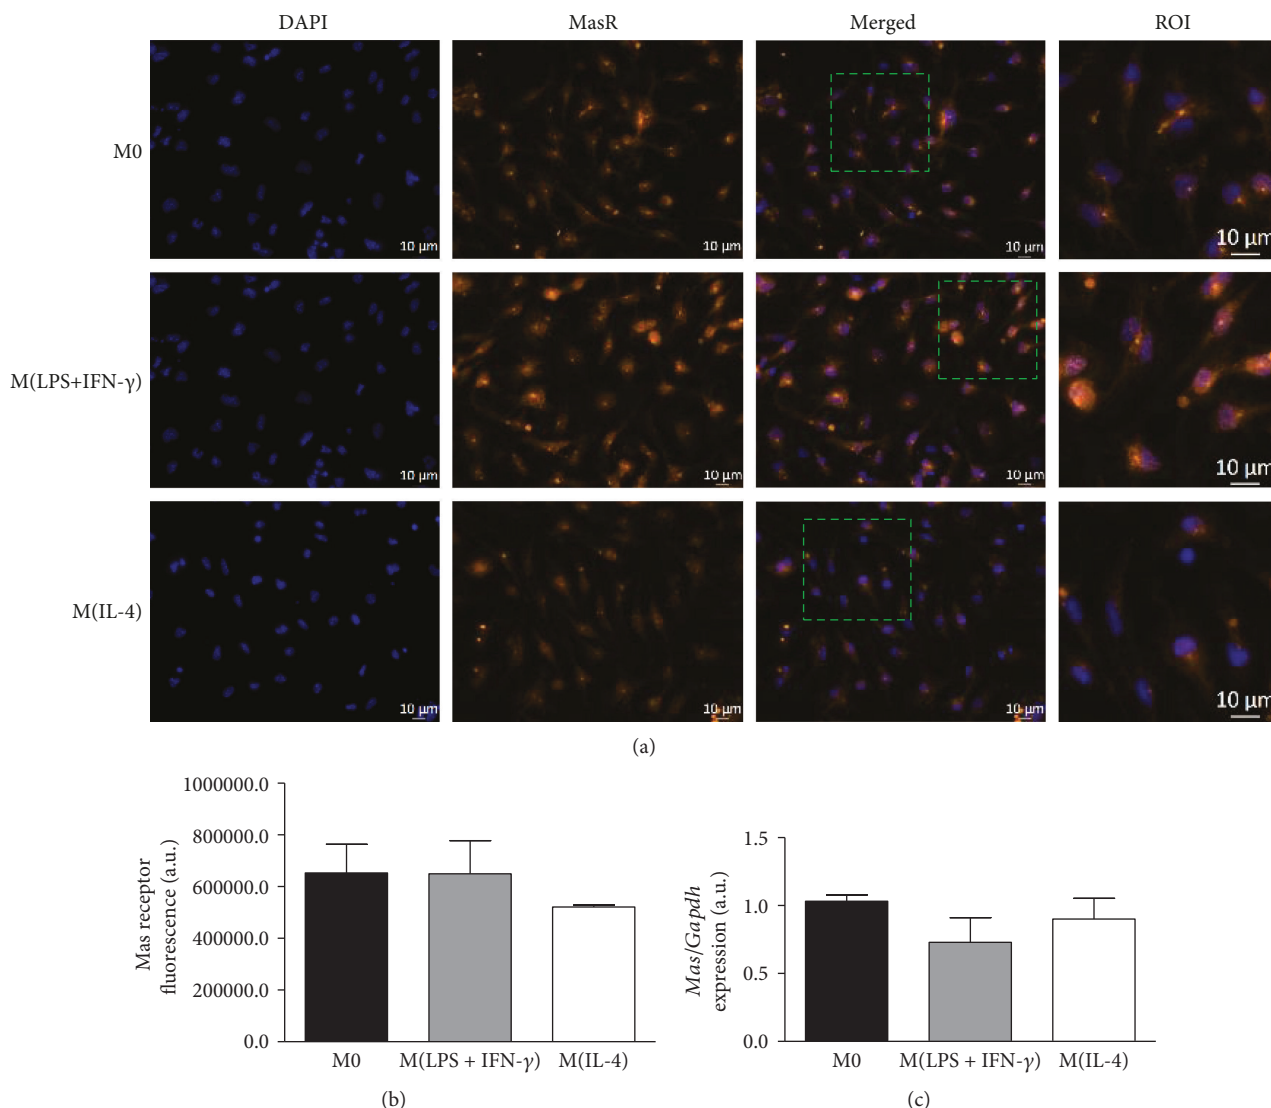 (a)
DAPI MasR Merged ROI
M0
10 µm 10 µm 10 µm 10 µm
M(LPS+IFN-γ)
10 µm 10 µm 10 µm 10 µm
M(IL-4)
10 µm 10 µm 10 µm 10 µm
(a)
1000000.0
800000.0
600000.0
400000.0
200000.0
0.0
Mas receptor
fluorescence (a.u.)
M0 M(LPS + IFN-γ) M(IL-4)
(b)
1.5
1.0
0.5
0.0
Mas/Gapdh
expression (a.u.)
M0 M(LPS + IFN-γ) M(IL-4)
(c)